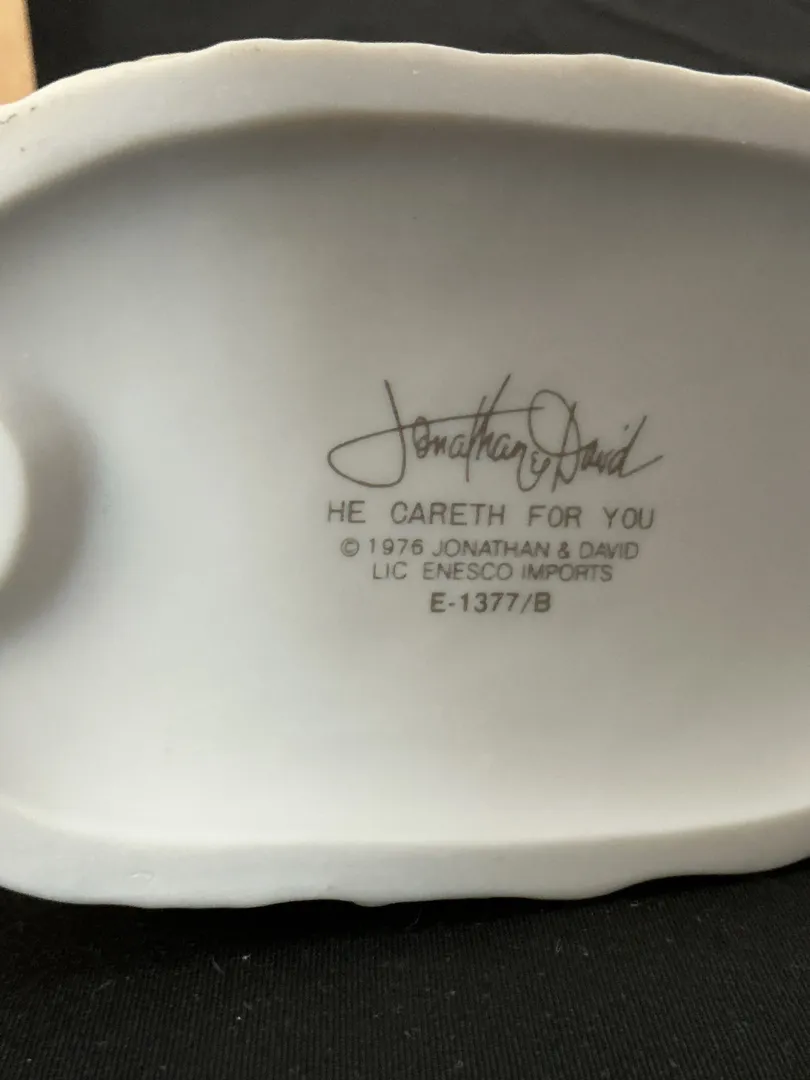 Jonathan & David
HE CARETH FOR YOU
© 1976 JONATHAN & DAVID
LIC ENESCO IMPORTS
E-1377/B